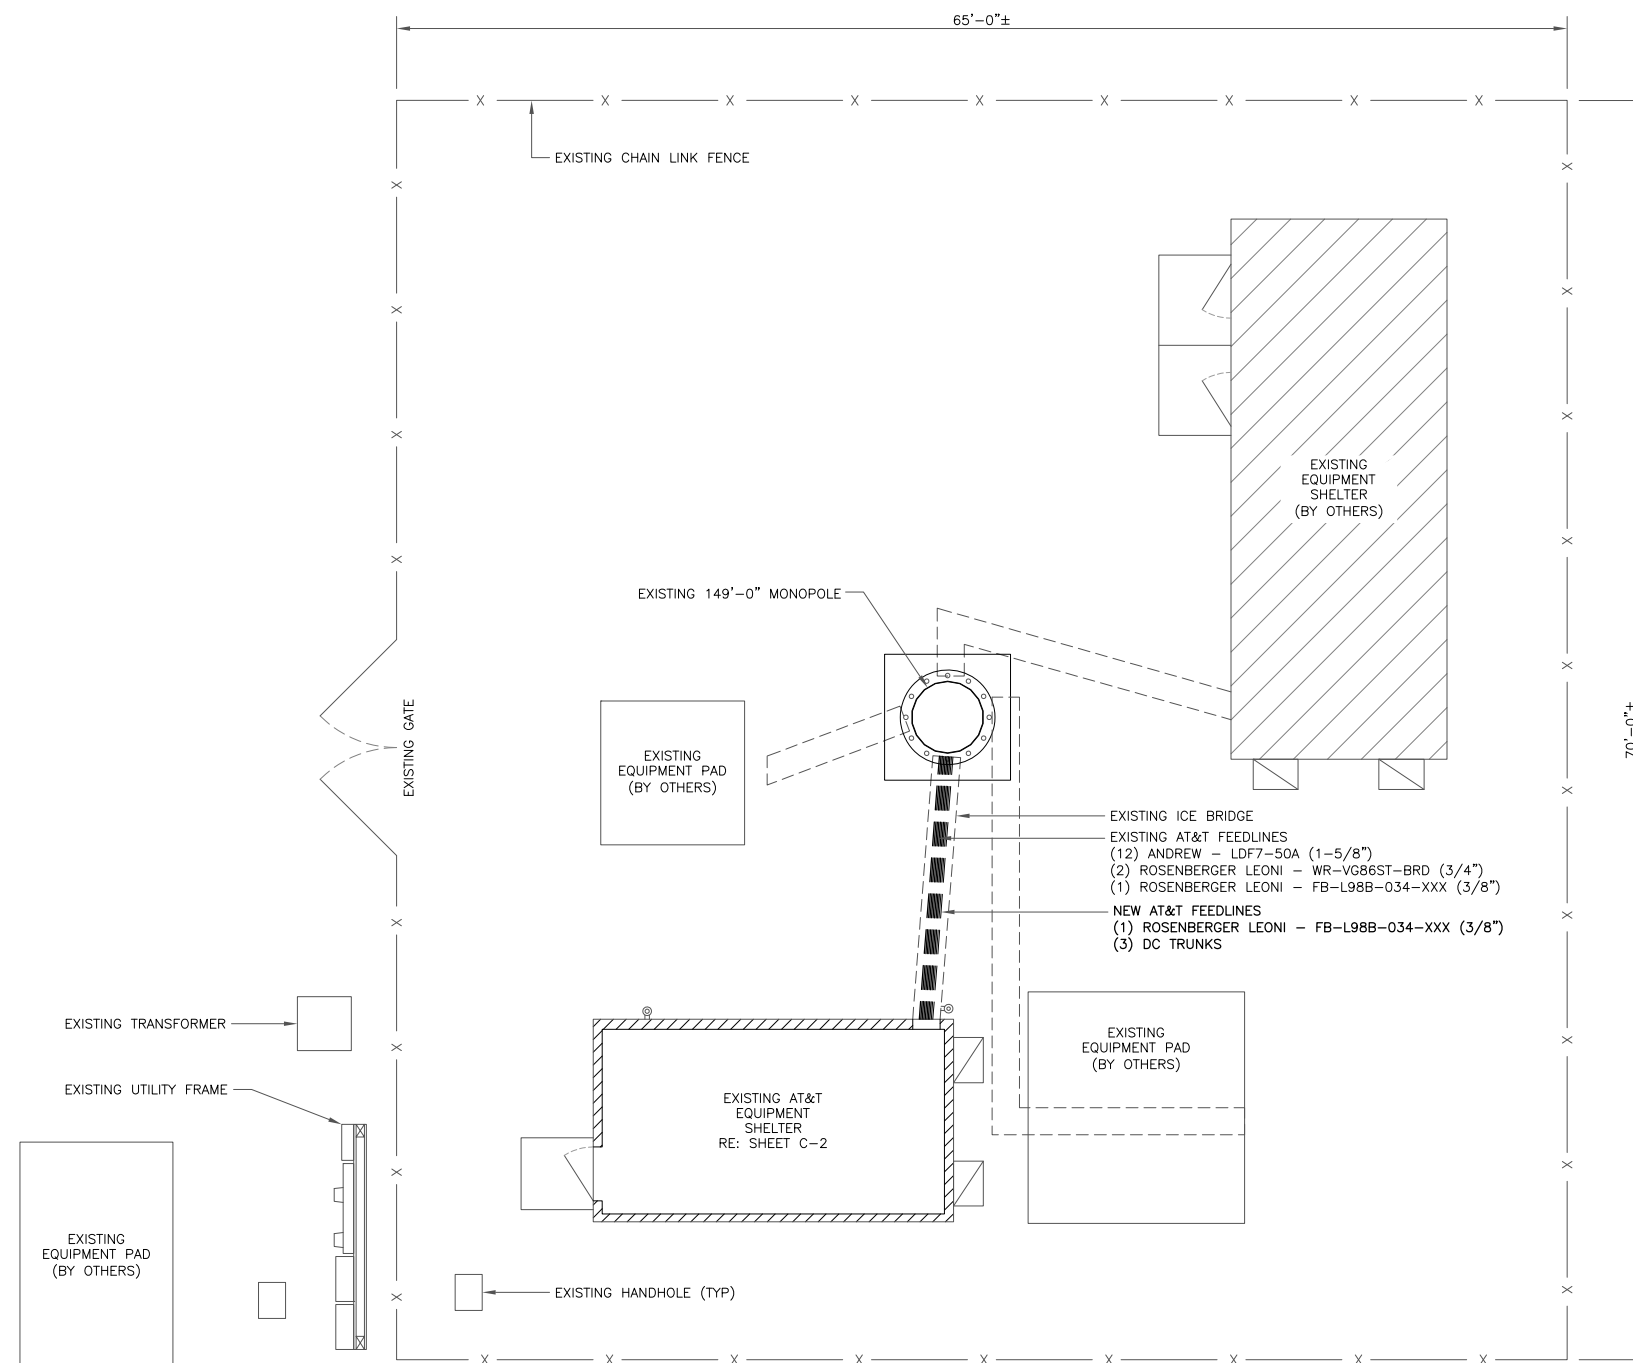 65'-0"±
EXISTING CHAIN LINK FENCE
EXISTING
EQUIPMENT
SHELTER
(BY OTHERS)
EXISTING 149'-0" MONOPOLE
EXISTING GATE
70'-0"±
EXISTING
EQUIPMENT PAD
(BY OTHERS)
EXISTING ICE BRIDGE
EXISTING AT&T FEEDLINES
(12) ANDREW - LDF7-50A (1-5/8")
(2) ROSENBERGER LEONI - WR-VG86ST-BRD (3/4")
(1) ROSENBERGER LEONI - FB-L98B-034-XXX (3/8")
NEW AT&T FEEDLINES
(1) ROSENBERGER LEONI - FB-L98B-034-XXX (3/8")
(3) DC TRUNKS
EXISTING TRANSFORMER
EXISTING
EQUIPMENT PAD
(BY OTHERS)
EXISTING UTILITY FRAME
EXISTING AT&T
EQUIPMENT
SHELTER
RE: SHEET C-2
EXISTING
EQUIPMENT PAD
(BY OTHERS)
EXISTING HANDHOLE (TYP)